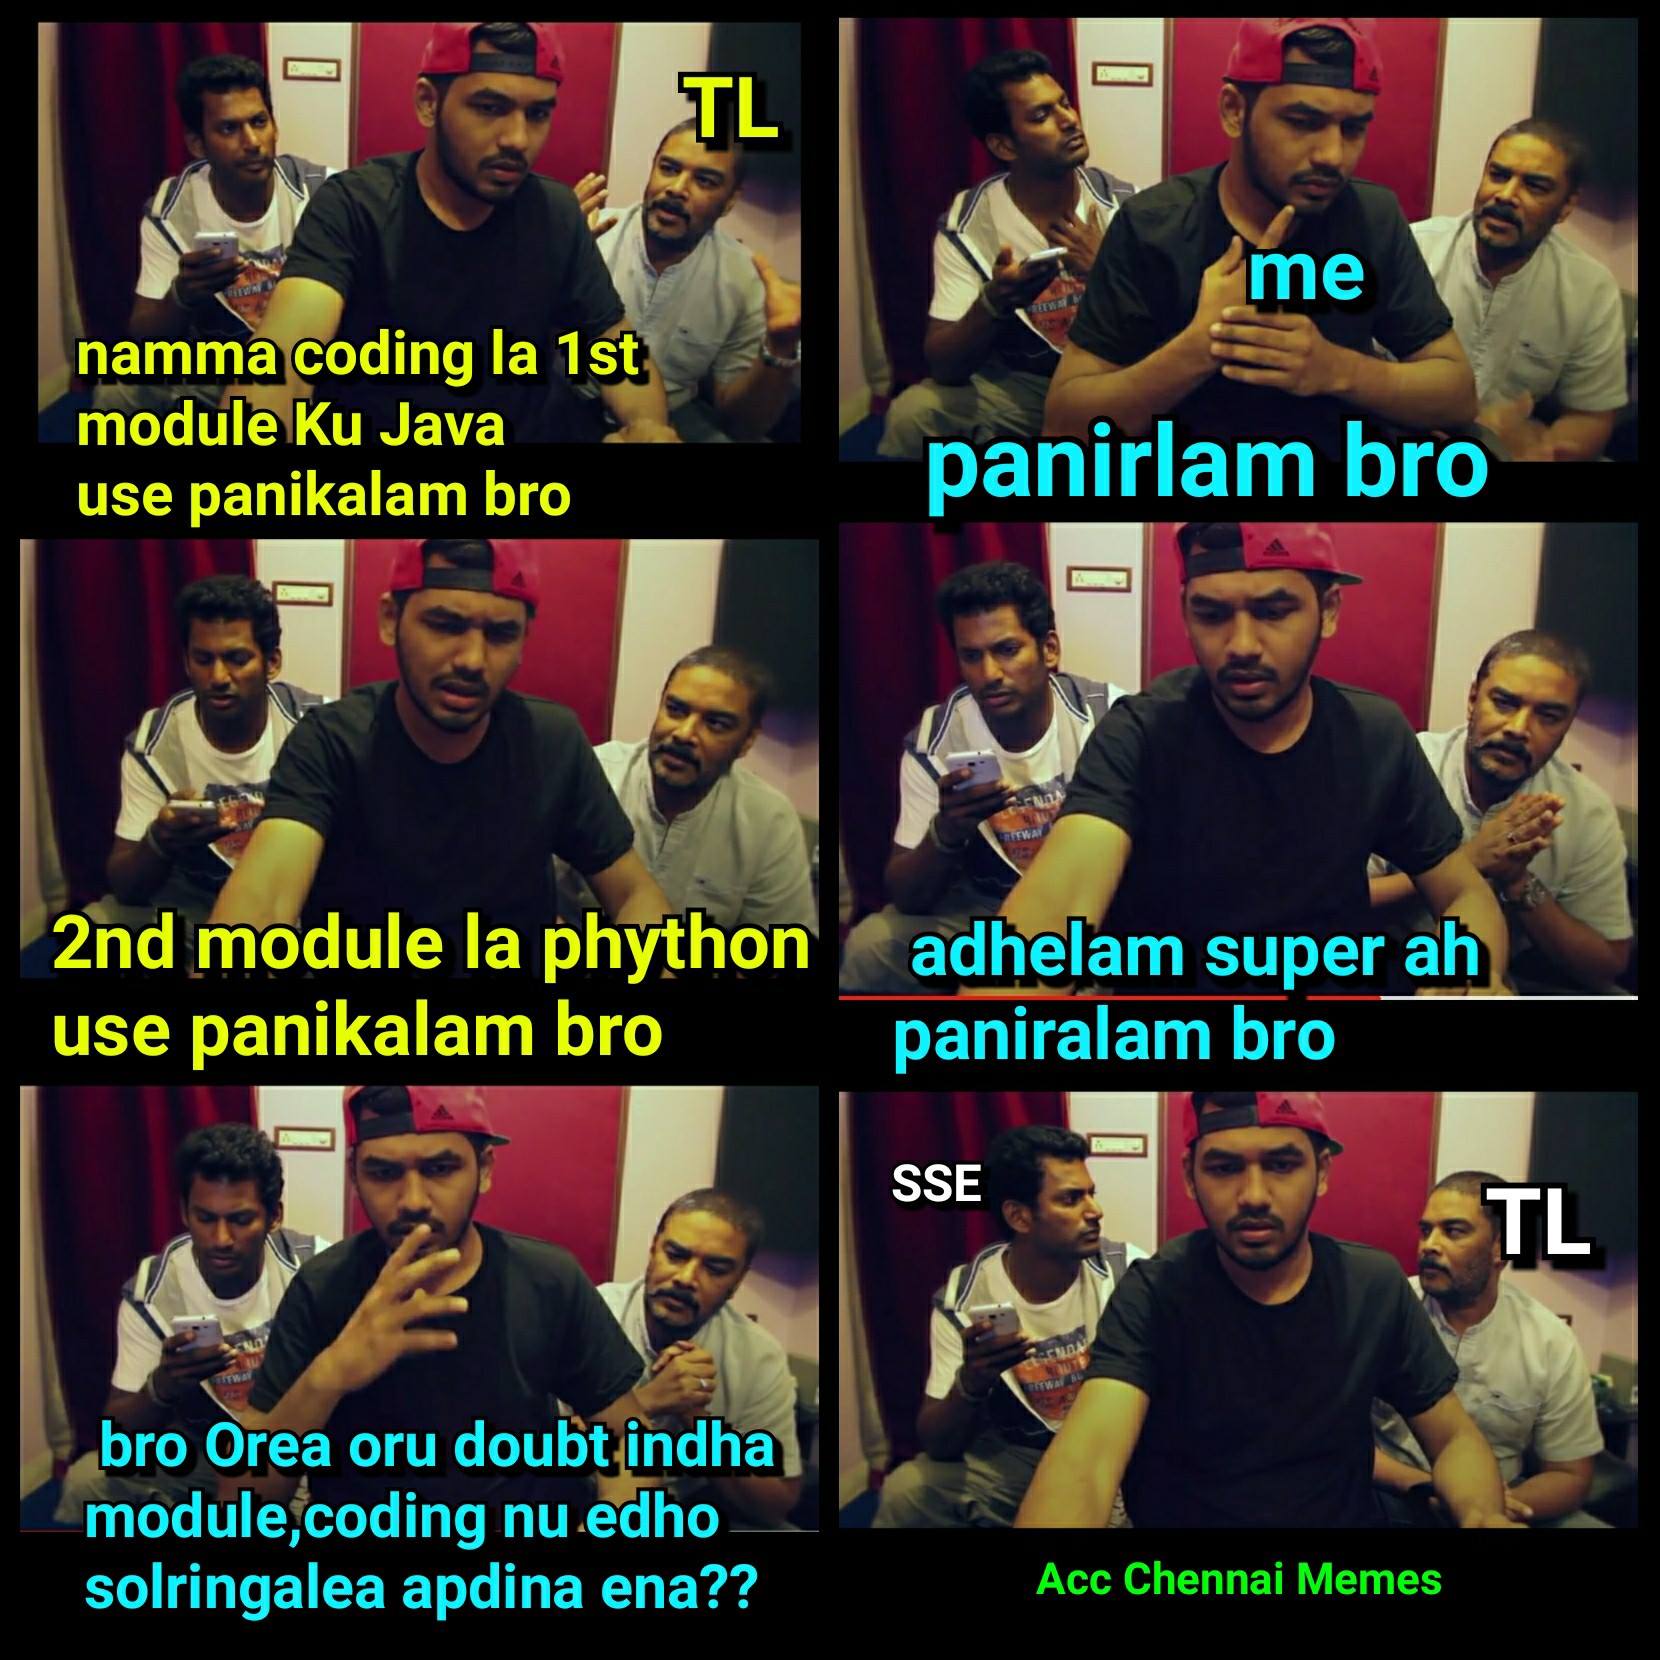 TL
namma coding la 1st
module Ku Java
use panikalam bro
me
panirlam bro
2nd module la phython
use panikalam bro
adhelam super ah
paniralam bro
bro Orea oru doubt indha
module,coding nu edho
solringalea apdina ena??
SSE
TL
Acc Chennai Memes